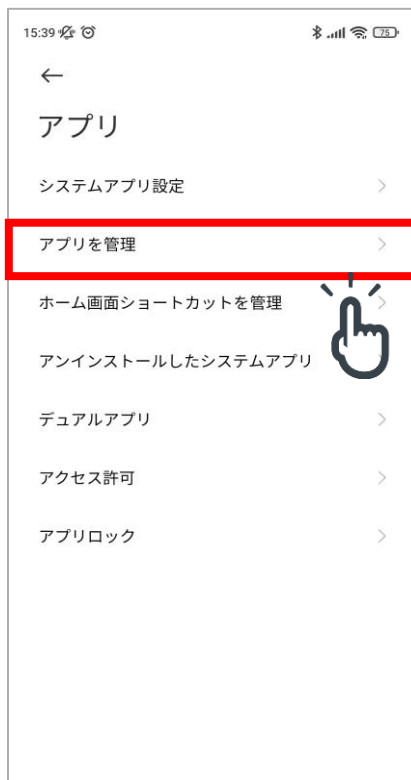 15:39
75
アプリ
システムアプリ設定
アプリを管理
ホーム画面ショートカットを管理
アンインストールしたシステムアプリ
デュアルアプリ
アクセス許可
アプリロック